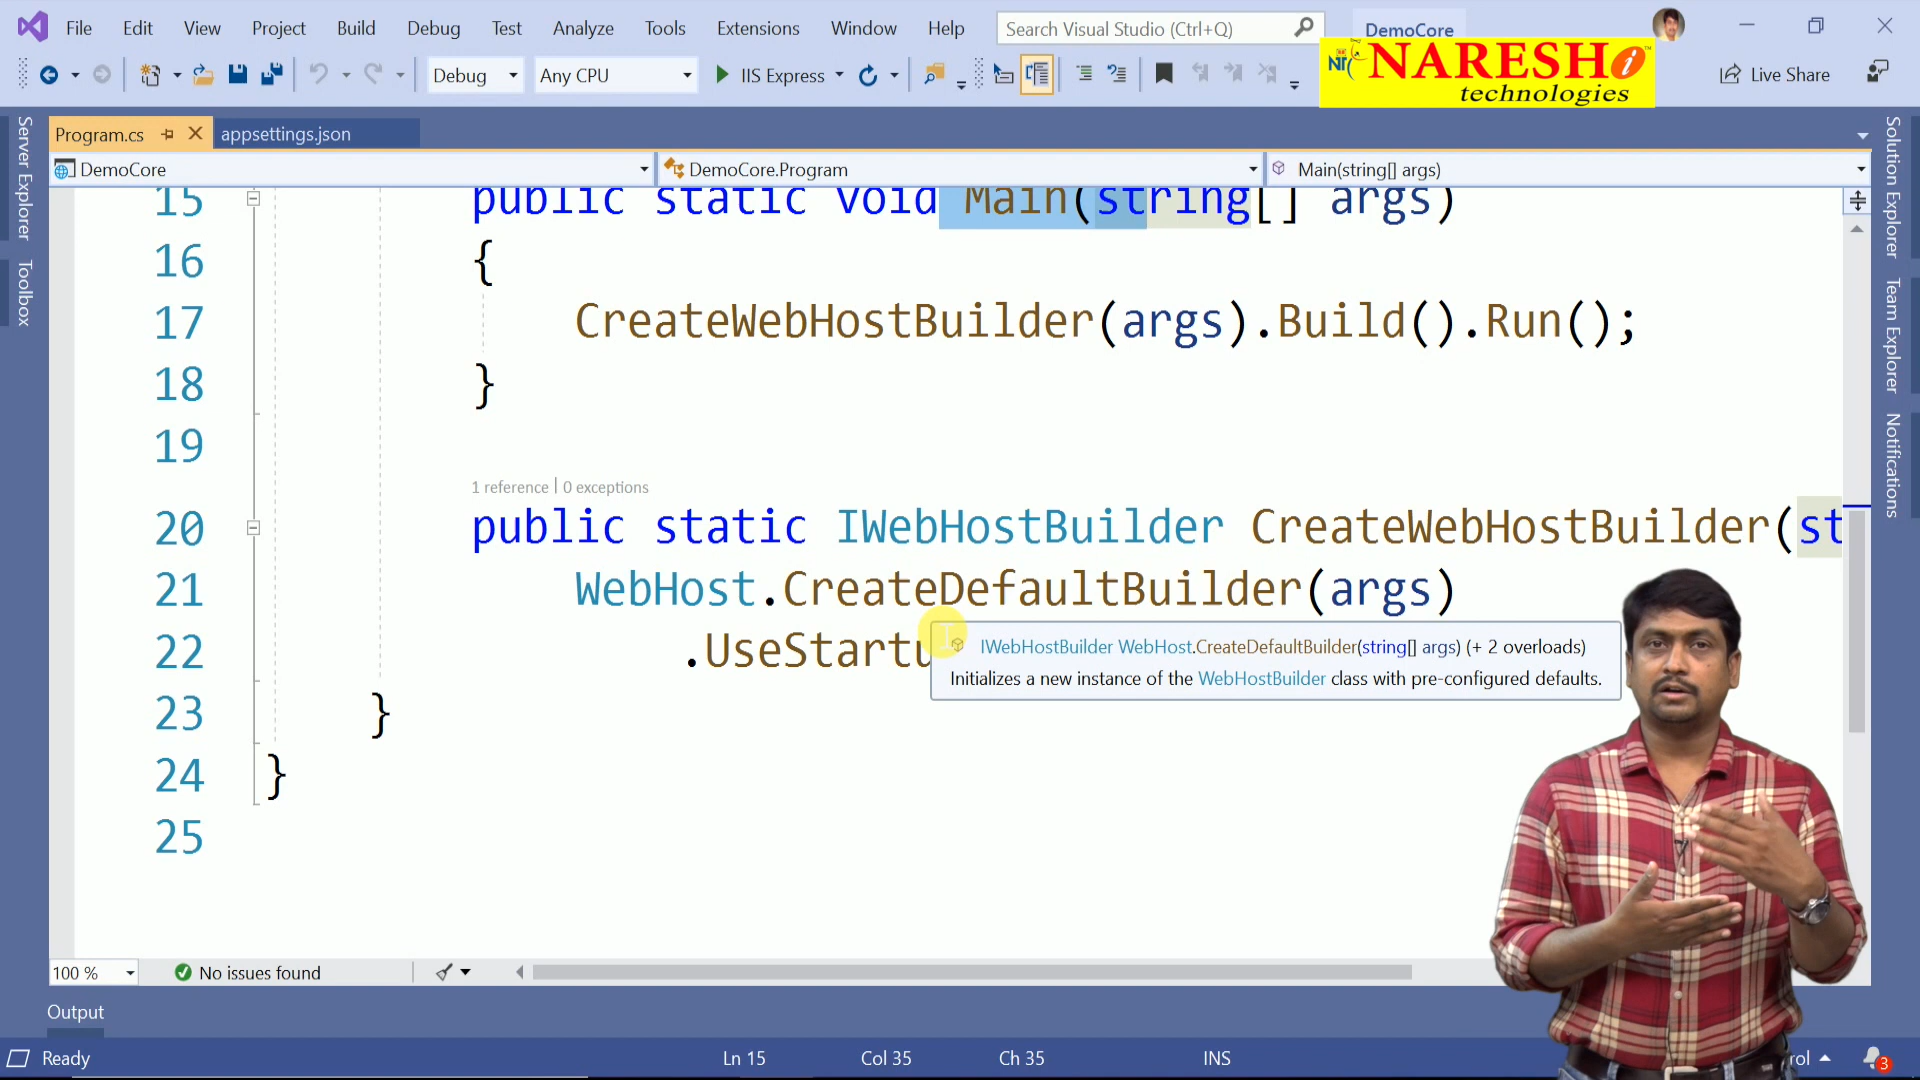 File Edit View Project Build Debug Test Analyze Tools Extensions Window Help Search Visual Studio (Ctrl+Q) DemoCore
Debug Any CPU IIS Express Live Share
NARESH i
technologies
Program.cs appsettings.json
DemoCore DemoCore.Program Main(string[] args)
Server Explorer
Toolbox
Solution Explorer
Team Explorer
Notifications
15 public static void Main(string[] args)
16 {
17 CreateWebHostBuilder(args).Build().Run();
18 }
19
1 reference | 0 exceptions
20 public static IWebHostBuilder CreateWebHostBuilder(st
21 WebHost.CreateDefaultBuilder(args)
22 .UseStartu
IWebHostBuilder WebHost.CreateDefaultBuilder(string[] args) (+ 2 overloads)
Initializes a new instance of the WebHostBuilder class with pre-configured defaults.
23 }
24 }
25
100 % No issues found
Output
Ready Ln 15 Col 35 Ch 35 INS rol 3